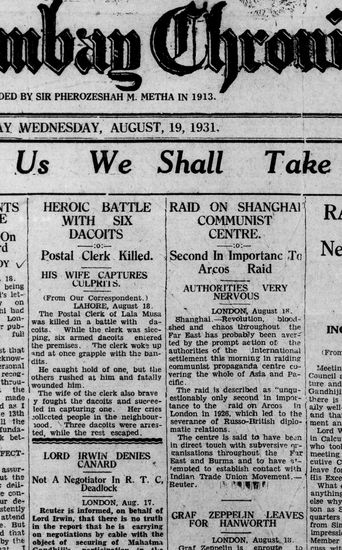 mbay Chroni
DED BY SIR PHEROZESHAH M. METHA IN 1913.
AY WEDNESDAY, AUGUST, 19, 1931.
Us We Shall Take
HEROIC BATTLE
WITH SIX
DACOITS
—:o:—
Postal Clerk Killed.
HIS WIFE CAPTURES
CULPRITS.
(From Our Correspondent.)
LAHORE, August 18.
The Postal Clerk of Lala Musa
was killed in a battle with da-
coits. While the clerk was slee-
ping, six armed dacoits entered
the premises. The clerk woke up
and at once grapple with the ban-
dits.
He caught hold of one, but the
others rushed at him and fatally
wounded him.
The wife of the clerk also brave
y fought the dacoits and succee-
ted in capturing one. Her cries
collected people in the neighbour-
hood. Three dacoits were arres-
ted, while the rest escaped.
LORD IRWIN DENIES
CANARD
Not A Negotiator In R. T. C,
Deadlock
LONDON, Aug. 17.
Reuter is informed, on behalf of
Lord Irwin, that there is no truth
in the report that he is carrying
on negotiations by cable with the
object of securing of Mahatma
RAID ON SHANGHAI
COMMUNIST
CENTRE.
—:o:—
Second In Importance To
Arcos Raid
AUTHORITIES VERY
NERVOUS
LONDON, August 18.
Shanghai.—Revolution, blood-
shed and chaos throughout the
Far East has probably been aver-
ted by the prompt action of the
authorities of the International
settlement this morning in raiding
communist propaganda centre co-
vering the whole of Asia and Pa-
cific.
The raid is described as "unqu-
estionably only second in impor-
tance to the raid on Arcos in
London in 1926, which led to the
severance of Russo-British diplo-
matic relations.
The centre is said to have been
in direct touch with subversive or-
ganisations throughout the Far
East and Burma and to have at-
tempted to establish contact with
Indian Trade Union Movement.—
Reuter.
GRAF ZEPPELIN LEAVES
FOR HANWORTH
LONDON, August, 18.